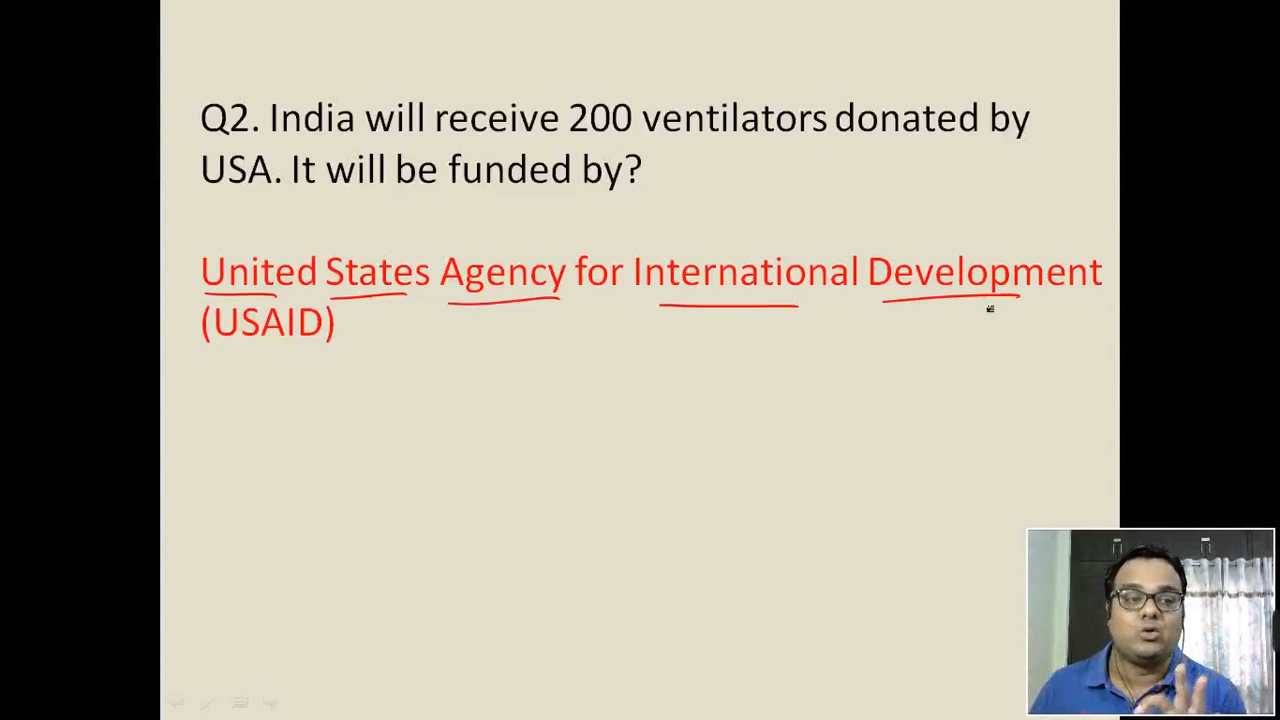 Q2. India will receive 200 ventilators donated by
USA. It will be funded by?
United States Agency for International Development
(USAID)